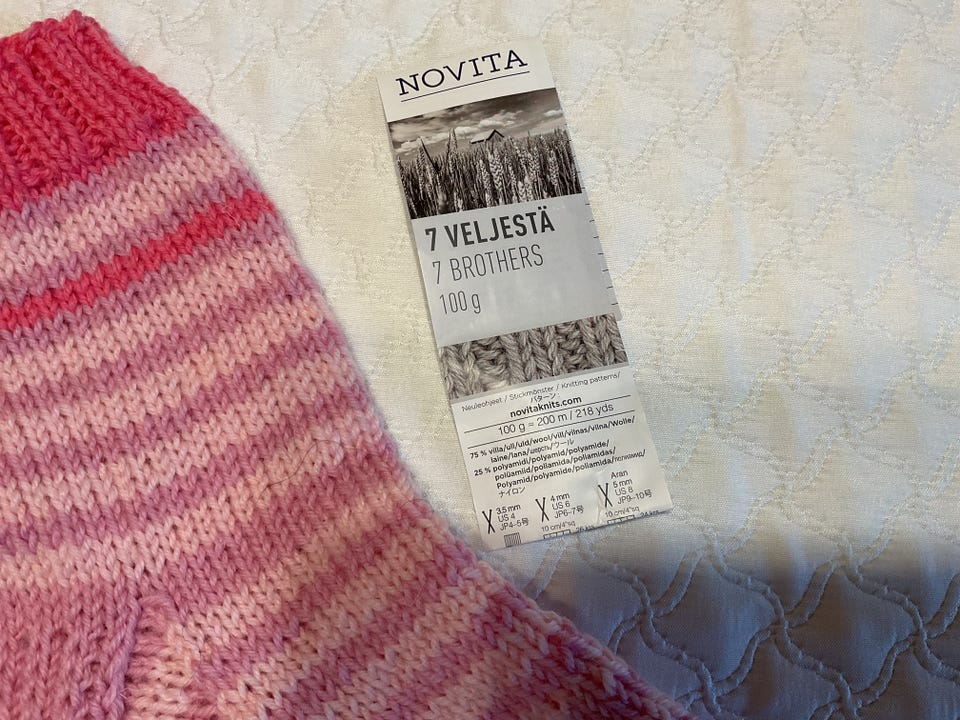 NOVITA
7 VELJESTÄ
7 BROTHERS
100 g
Neuleohjeet / Stickmönster / Knitting patterns/
パターン:
novitaknits.com
100 g = 200 m / 218 yds
75 % villa/ull/uld/wool/vill/vilnas/vilna/Wolle/
laine/lana/шерсть/ウール
25 % polyamidi/polyamid/polyamide/
polüamiid/poliamida/poliamidas/
Polyamid/polyamide/poliamida/полиамид/
ナイロン
3.5 mm
US 4
JP4-5号
4 mm
US 6
JP6-7号
10 cm/4"sq
Aran
5 mm
US 8
JP9-10号
10 cm/4"sq